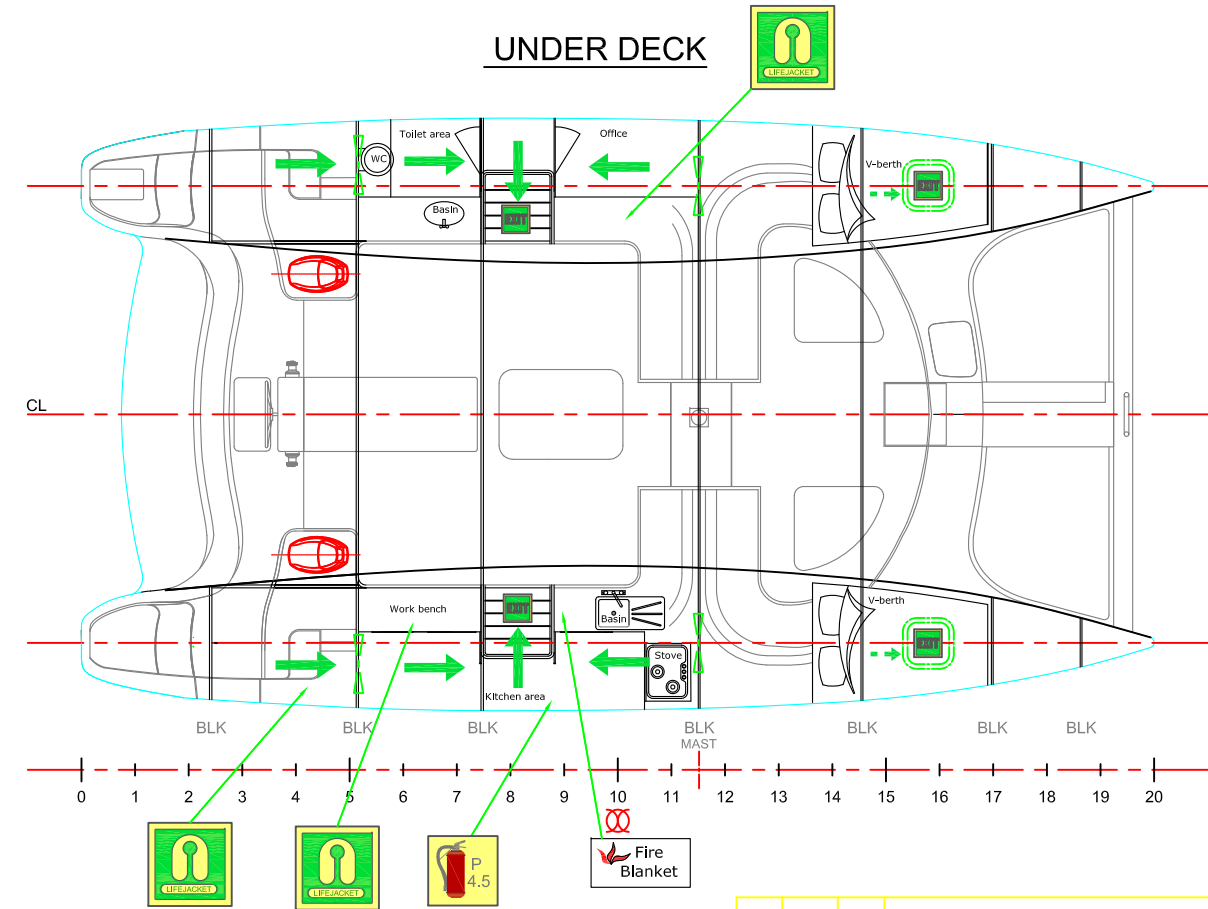 UNDER DECK
LIFEJACKET
Toilet area
Office
WC
V-berth
EXIT
Basin
EXIT
CL
Work bench
EXIT
Basin
V-berth
EXIT
Stove
Kitchen area
BLK
BLK
BLK
BLK
BLK
BLK
BLK
MAST
0 1 2 3 4 5 6 7 8 9 10 11 12 13 14 15 16 17 18 19 20
LIFEJACKET
LIFEJACKET
P
4.5
Fire
Blanket